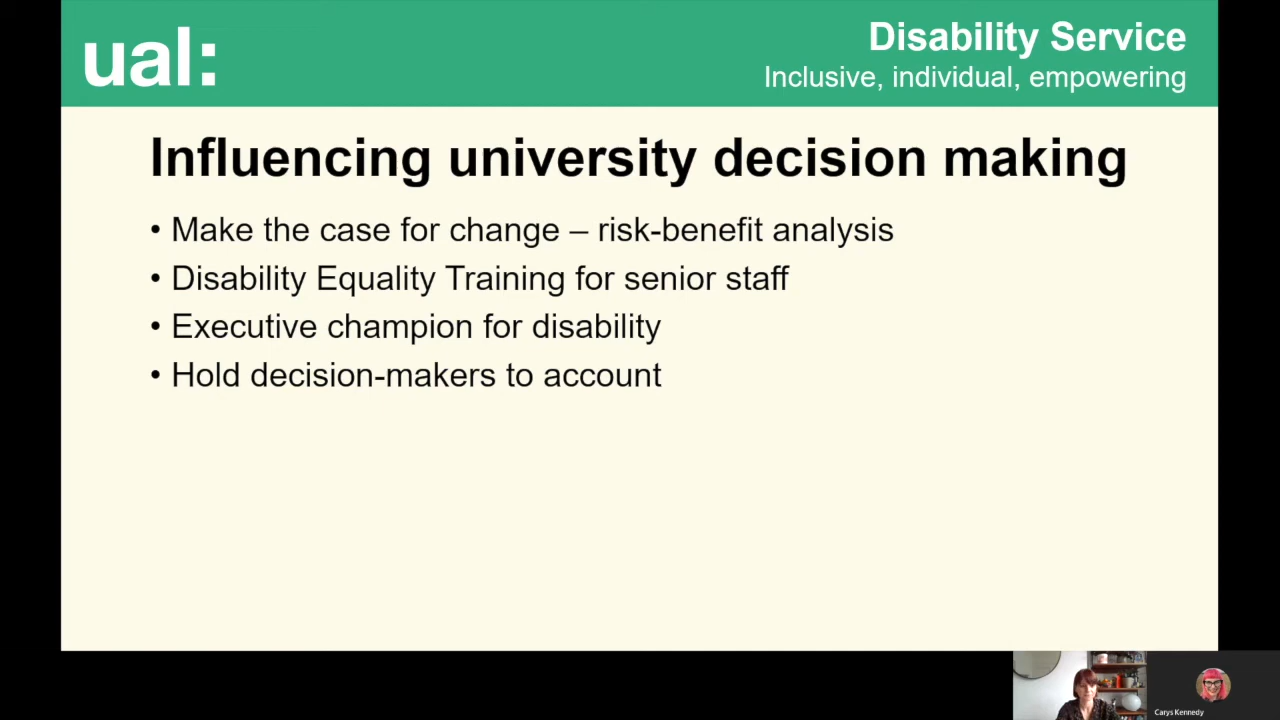 ual:
Disability Service
Inclusive, individual, empowering
Influencing university decision making
• Make the case for change – risk-benefit analysis
• Disability Equality Training for senior staff
• Executive champion for disability
• Hold decision-makers to account
Carys Kennedy